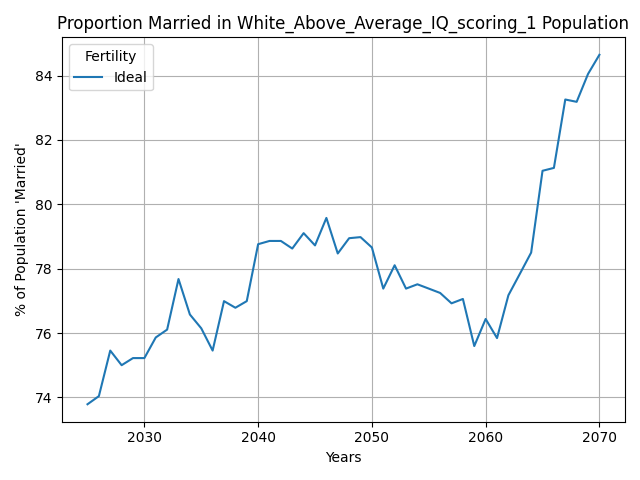 Proportion Married in White_Above_Average_IQ_scoring_1 Population
Fertility
Ideal
% of Population 'Married'
84
82
80
78
76
74
2030 2040 2050 2060 2070
Years